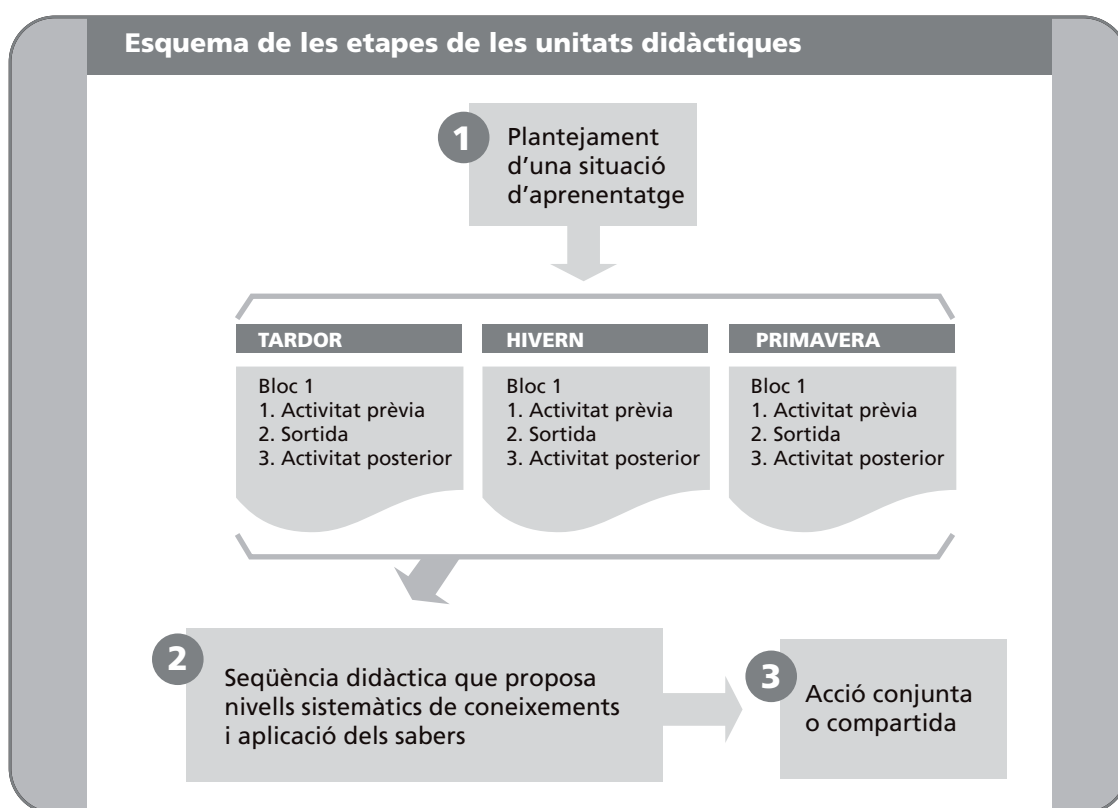 Esquema de les etapes de les unitats didàctiques
1
Plantejament
d’una situació
d’aprenentatge
TARDOR
Bloc 1
1. Activitat prèvia
2. Sortida
3. Activitat posterior
HIVERN
Bloc 1
1. Activitat prèvia
2. Sortida
3. Activitat posterior
PRIMAVERA
Bloc 1
1. Activitat prèvia
2. Sortida
3. Activitat posterior
2
Seqüència didàctica que proposa
nivells sistemàtics de coneixements
i aplicació dels sabers
3
Acció conjunta
o compartida